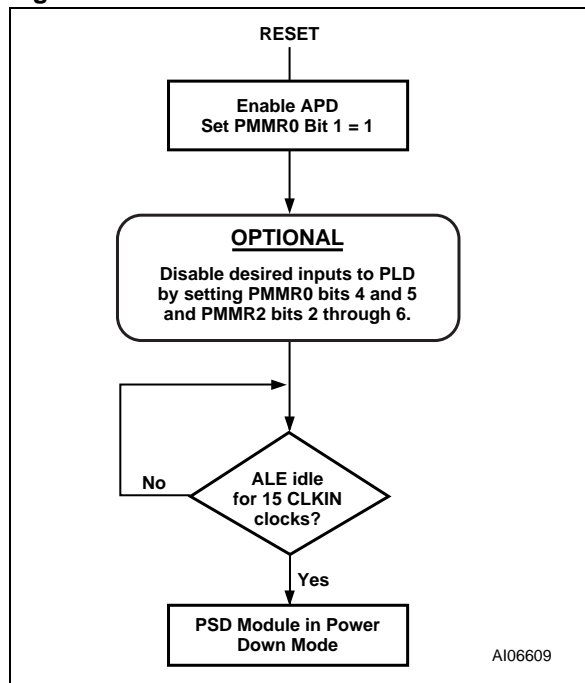 RESET
Enable APD
Set PMMR0 Bit 1 = 1
OPTIONAL
Disable desired inputs to PLD
by setting PMMR0 bits 4 and 5
and PMMR2 bits 2 through 6.
No
ALE idle
for 15 CLKIN
clocks?
Yes
PSD Module in Power
Down Mode
AI06609